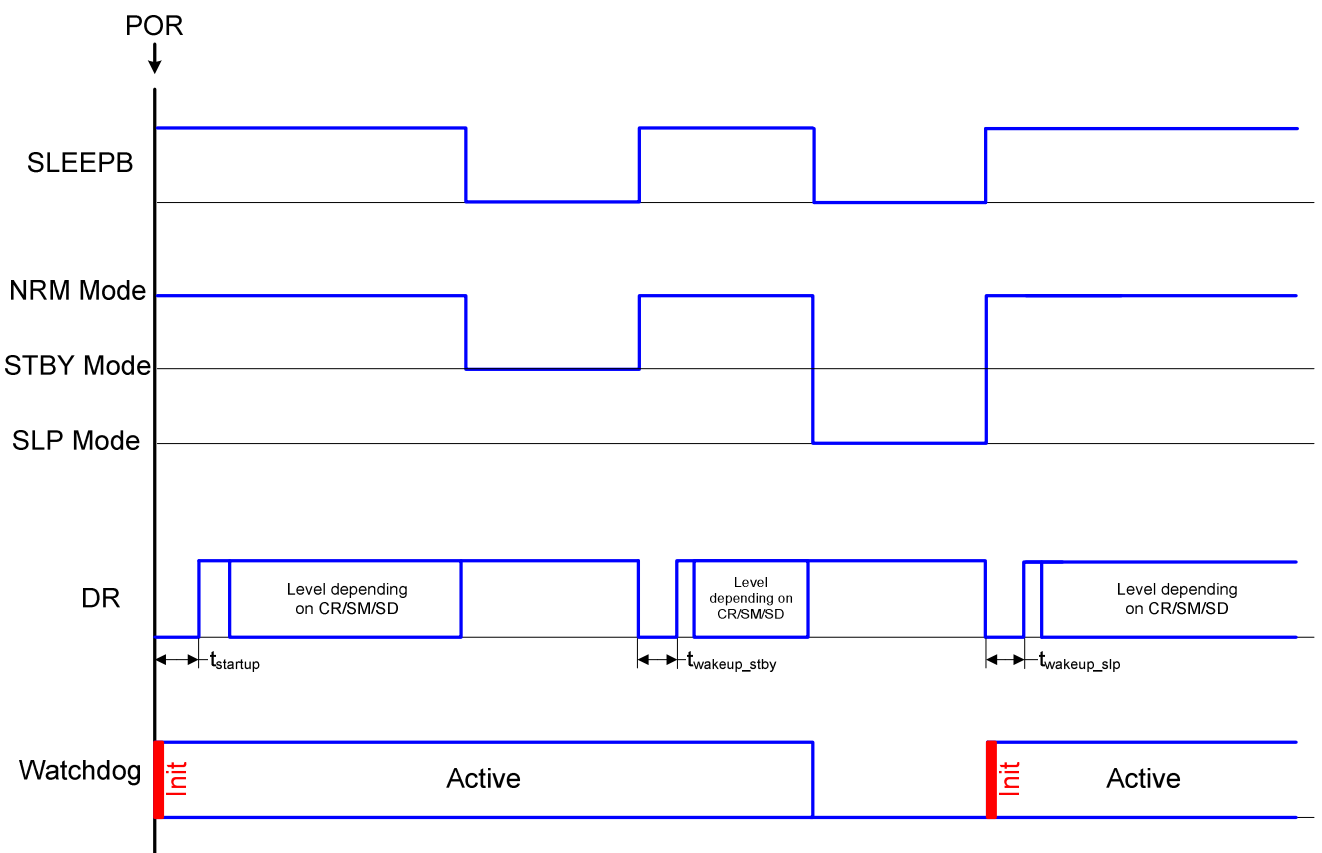 POR
SLEEPB
NRM Mode
STBY Mode
SLP Mode
DR
Level depending
on CR/SM/SD
Level
depending on
CR/SM/SD
Level depending
on CR/SM/SD
tstartup
twakeup_stby
twakeup_slp
Watchdog
Init
Active
Init
Active